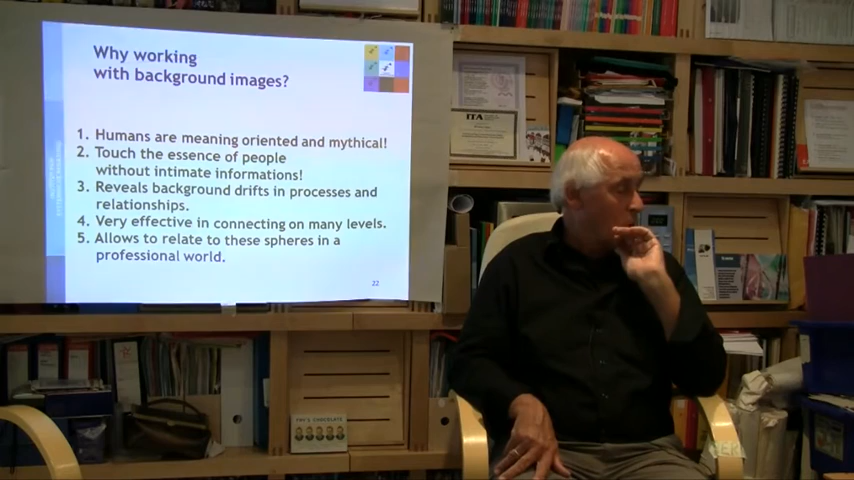 Why working
with background images?
1. Humans are meaning oriented and mythical!
2. Touch the essence of people
without intimate informations!
3. Reveals background drifts in processes and
relationships.
4. Very effective in connecting on many levels.
5. Allows to relate to these spheres in a
professional world.
22
ITA